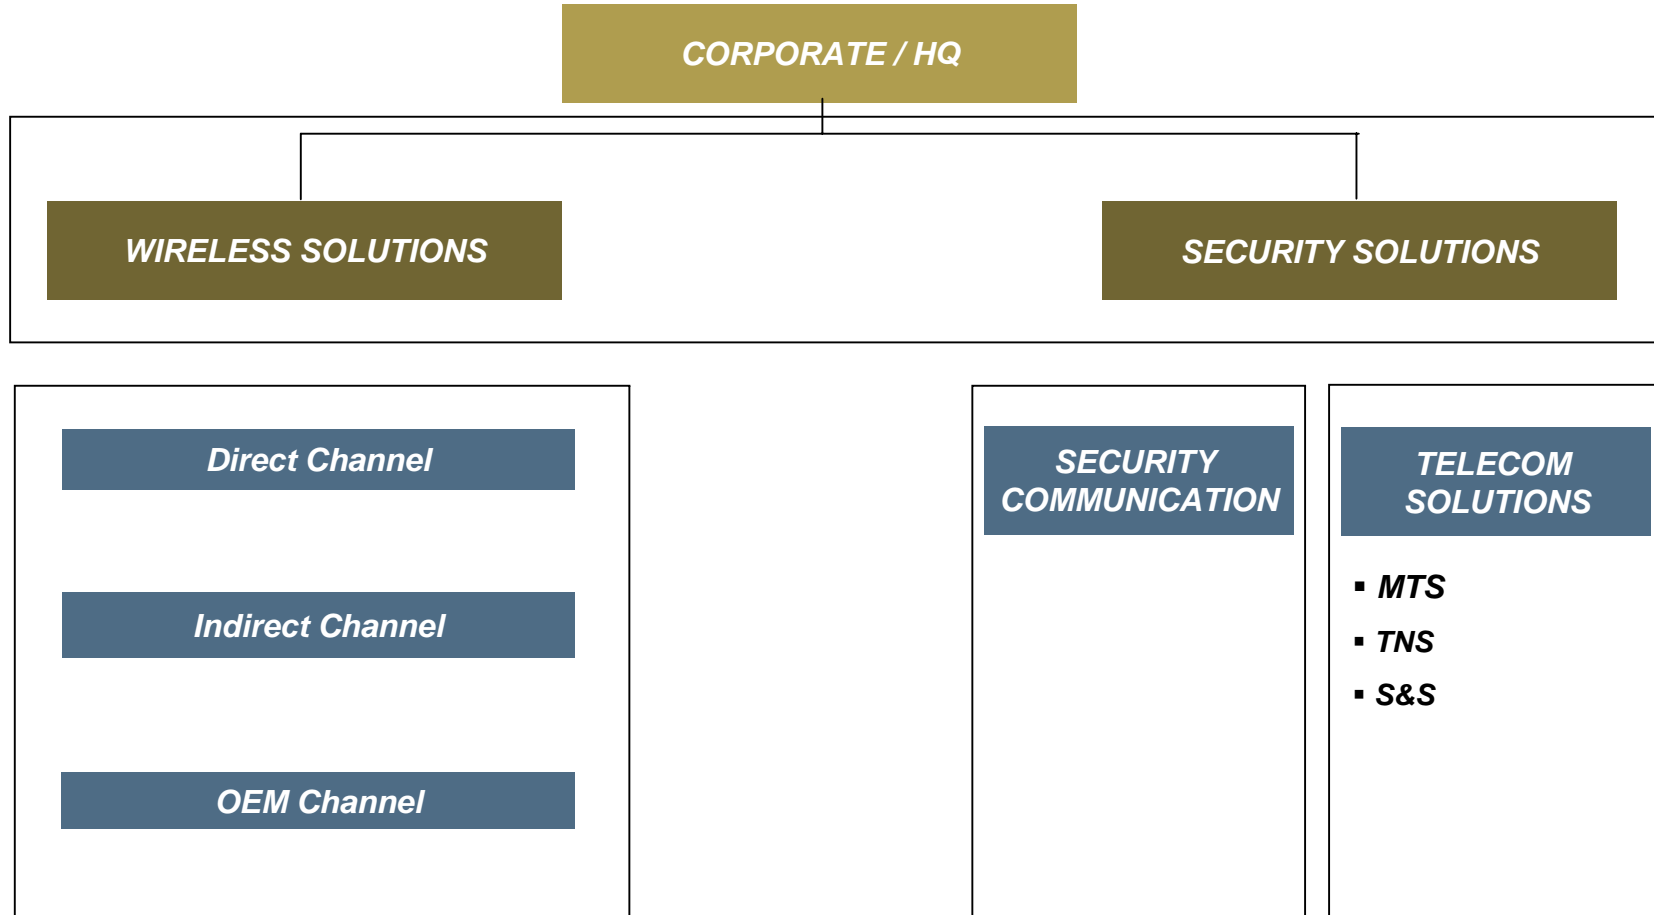 CORPORATE / HQ
WIRELESS SOLUTIONS
SECURITY SOLUTIONS
Direct Channel
Indirect Channel
OEM Channel
SECURITY
COMMUNICATION
TELECOM
SOLUTIONS
▪ MTS
▪ TNS
▪ S&S